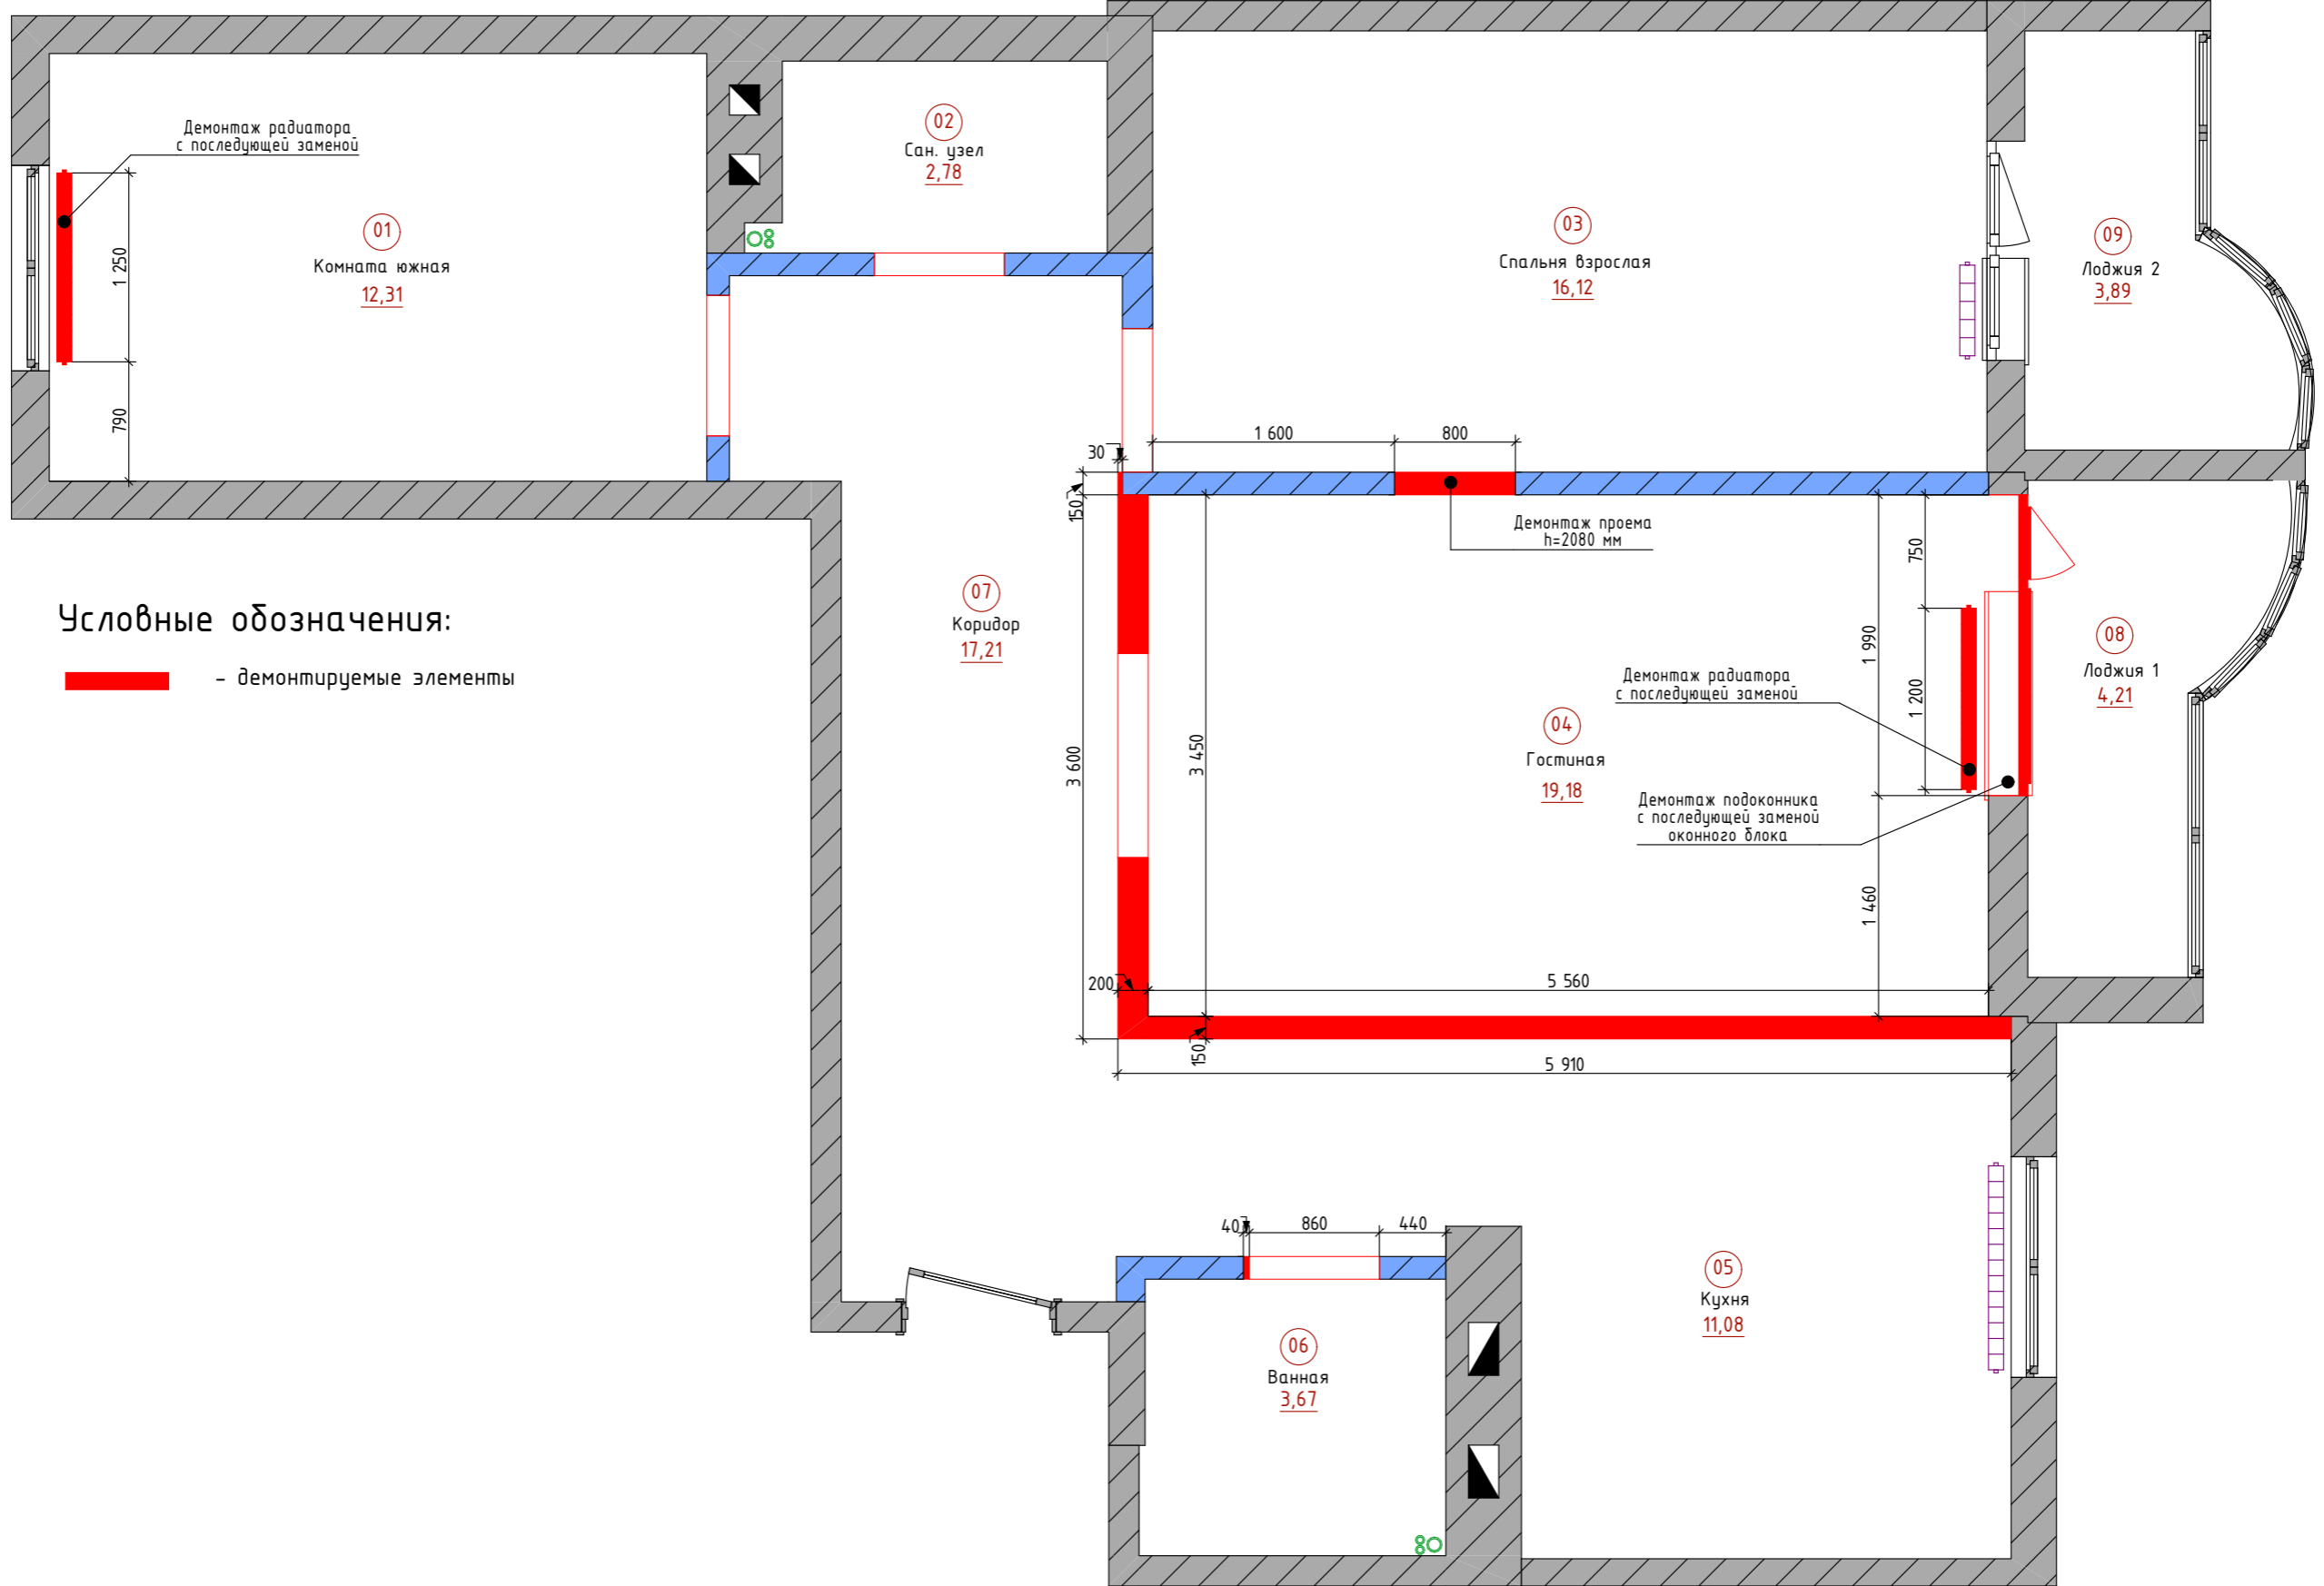 Демонтаж радиатора
с последующей заменой
01
Комната южная
12,31
1 250
790
02
Сан. узел
2,78
03
Спальня взрослая
16,12
09
Лоджия 2
3,89
30
1 600
800
150
Демонтаж проема
h=2080 мм
750
Условные обозначения:
– демонтируемые элементы
07
Коридор
17,21
3 600
3 450
1 990
1 200
Демонтаж радиатора
с последующей заменой
04
Гостиная
19,18
Демонтаж подоконника
с последующей заменой
оконного блока
08
Лоджия 1
4,21
1 460
200
5 560
150
5 910
40
860
440
05
Кухня
11,08
06
Ванная
3,67